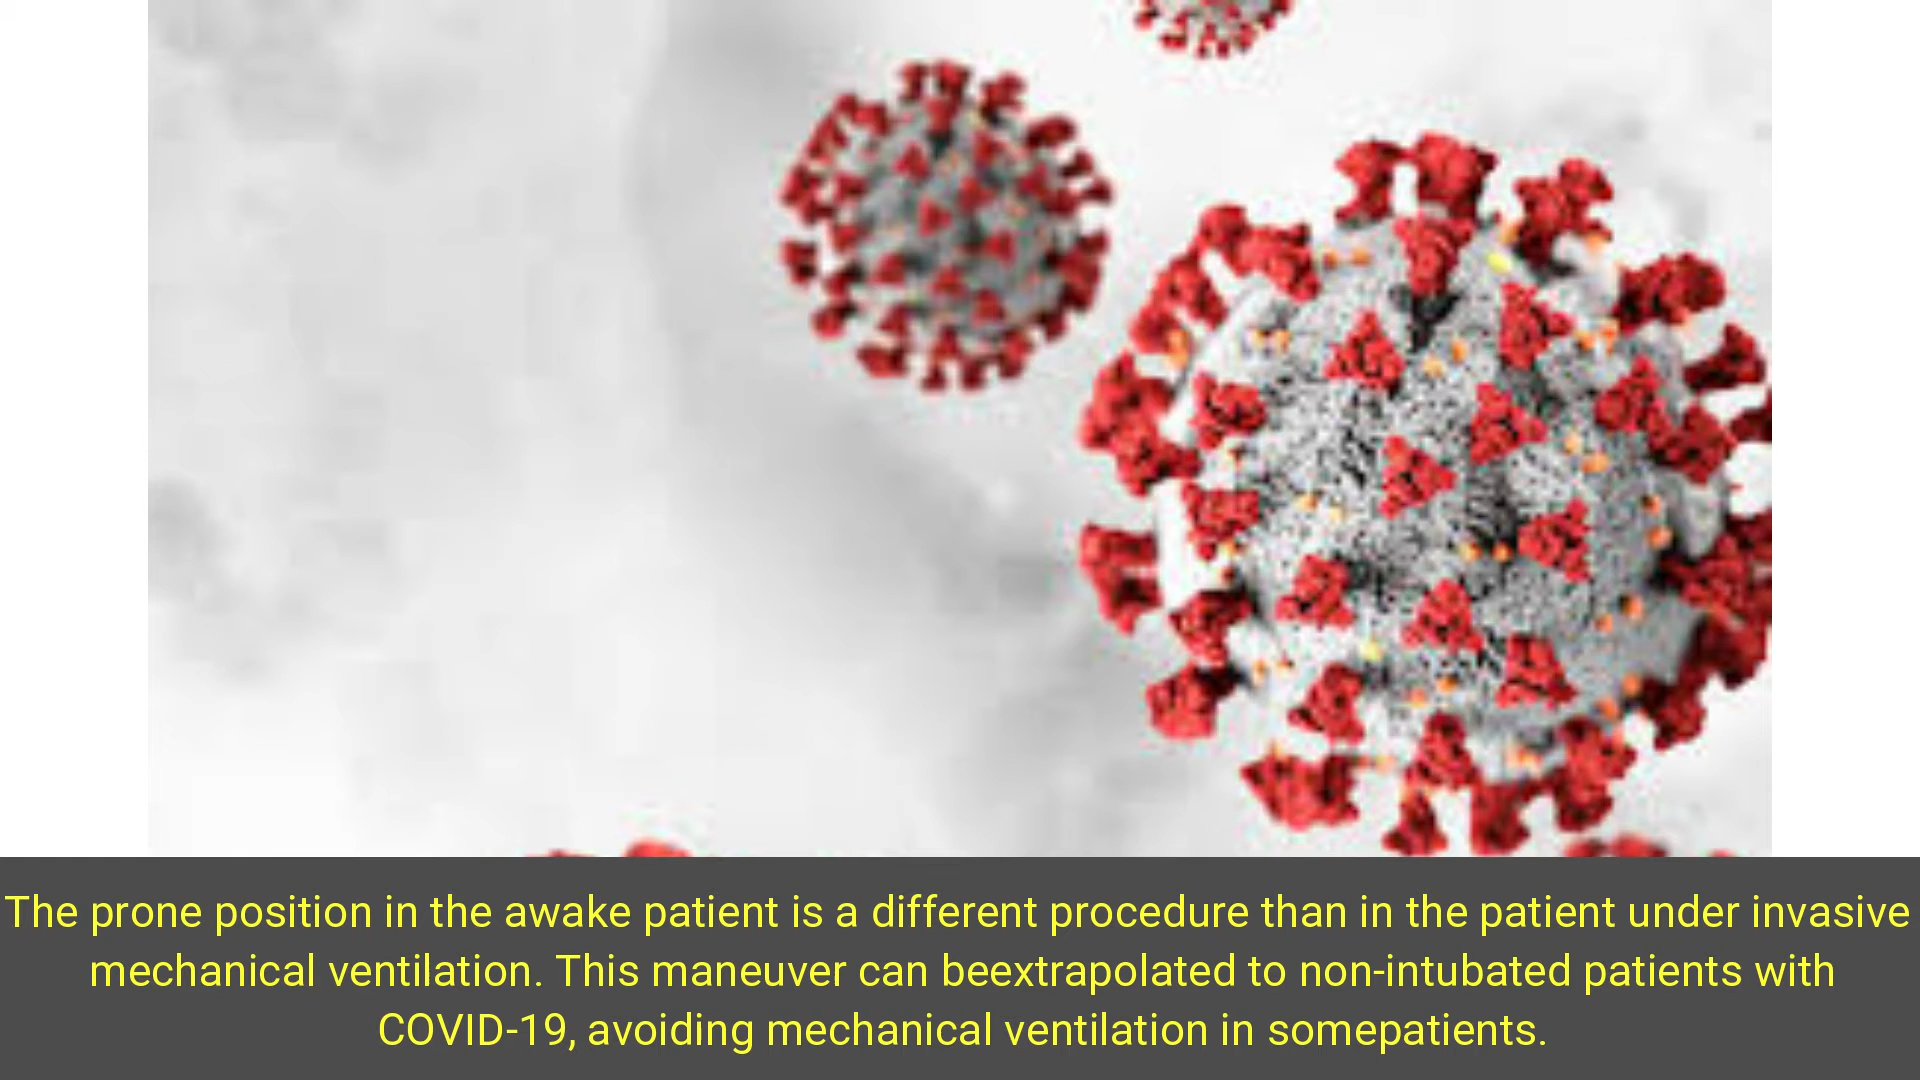 The prone position in the awake patient is a different procedure than in the patient under invasive
mechanical ventilation. This maneuver can beextrapolated to non-intubated patients with
COVID-19, avoiding mechanical ventilation in somepatients.